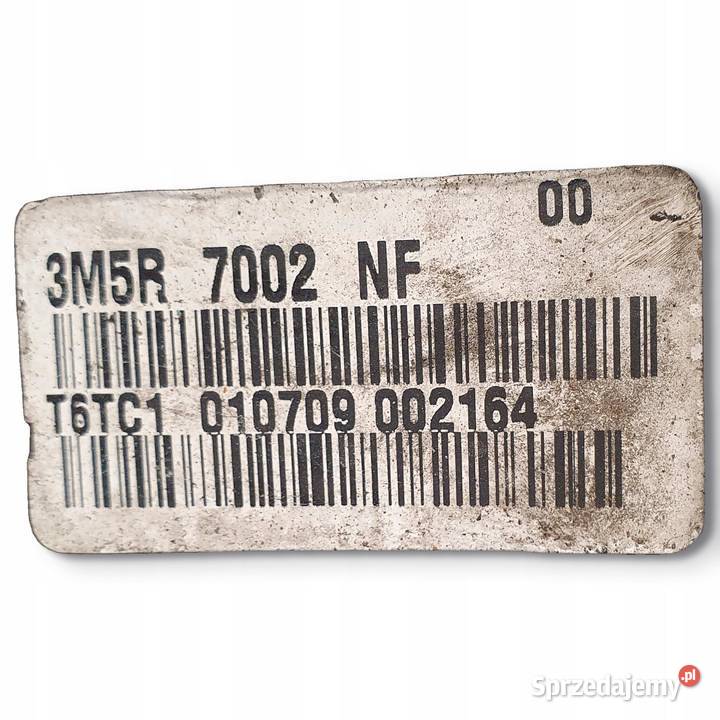 00
3M5R 7002 NF
T6TC1 010709 002164
Sprzedajemy.pl